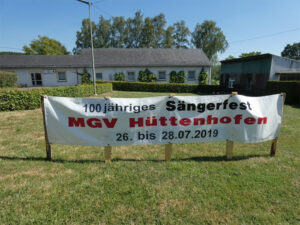 100 jähriges Sängerfest
MGV Hüttenhofen
26. bis 28.07.2019